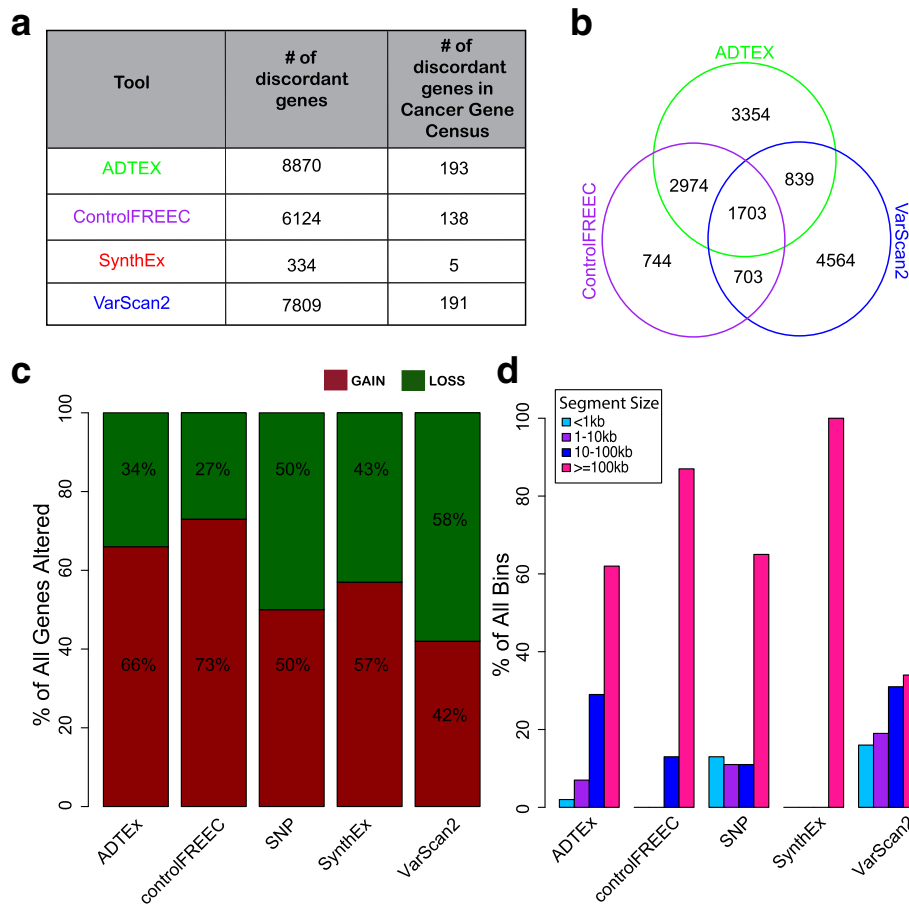 a
Tool
# of
discordant
genes
# of
discordant
genes in
Cancer Gene
Census
ADTEX
8870
193
ControlFREEC
6124
138
SynthEx
334
5
VarScan2
7809
191
b
ADTEX
3354
2974
839
1703
744
703
4564
ControlFREEC
VarScan2
c
GAIN
LOSS
% of All Genes Altered
100
80
60
40
20
0
34%
27%
50%
43%
58%
66%
73%
50%
57%
42%
ADTEx
controlFREEC
SNP
SynthEx
VarScan2
d
Segment Size
<1kb
1-10kb
10-100kb
>=100kb
% of All Bins
100
80
60
40
20
0
ADTEx
controlFREEC
SNP
SynthEx
VarScan2